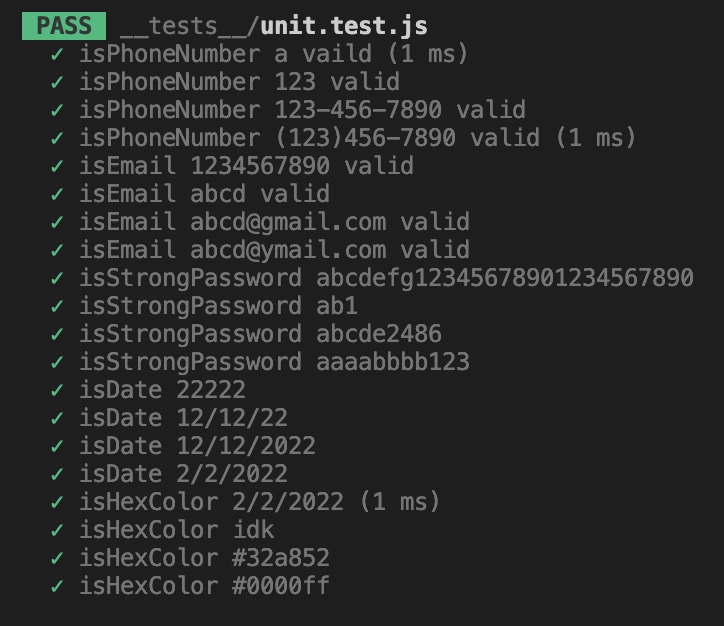 PASS __tests__/unit.test.js
✓ isPhoneNumber a vaild (1 ms)
✓ isPhoneNumber 123 valid
✓ isPhoneNumber 123-456-7890 valid
✓ isPhoneNumber (123)456-7890 valid (1 ms)
✓ isEmail 1234567890 valid
✓ isEmail abcd valid
✓ isEmail abcd@gmail.com valid
✓ isEmail abcd@ymail.com valid
✓ isStrongPassword abcdefg12345678901234567890
✓ isStrongPassword ab1
✓ isStrongPassword abcde2486
✓ isStrongPassword aaaabbbb123
✓ isDate 22222
✓ isDate 12/12/22
✓ isDate 12/12/2022
✓ isDate 2/2/2022
✓ isHexColor 2/2/2022 (1 ms)
✓ isHexColor idk
✓ isHexColor #32a852
✓ isHexColor #0000ff